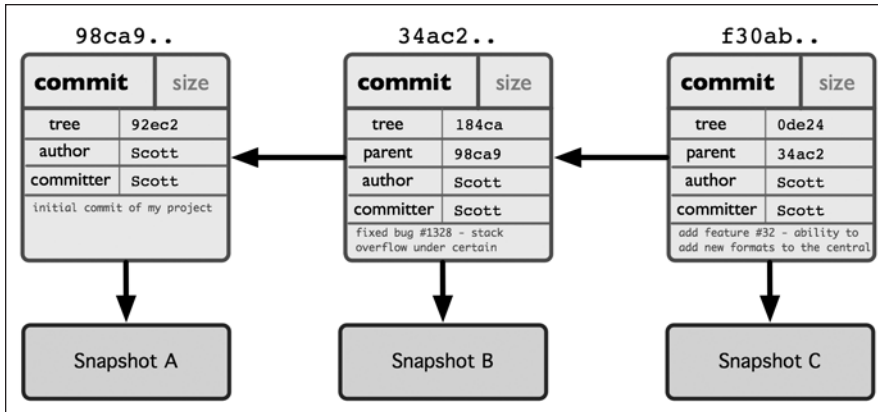 98ca9..
commit size
tree 92ec2
author Scott
committer Scott
initial commit of my project
Snapshot A
34ac2..
commit size
tree 184ca
parent 98ca9
author Scott
committer Scott
fixed bug #1328 - stack
overflow under certain
Snapshot B
f30ab..
commit size
tree 0de24
parent 34ac2
author Scott
committer Scott
add feature #32 - ability to
add new formats to the central
Snapshot C